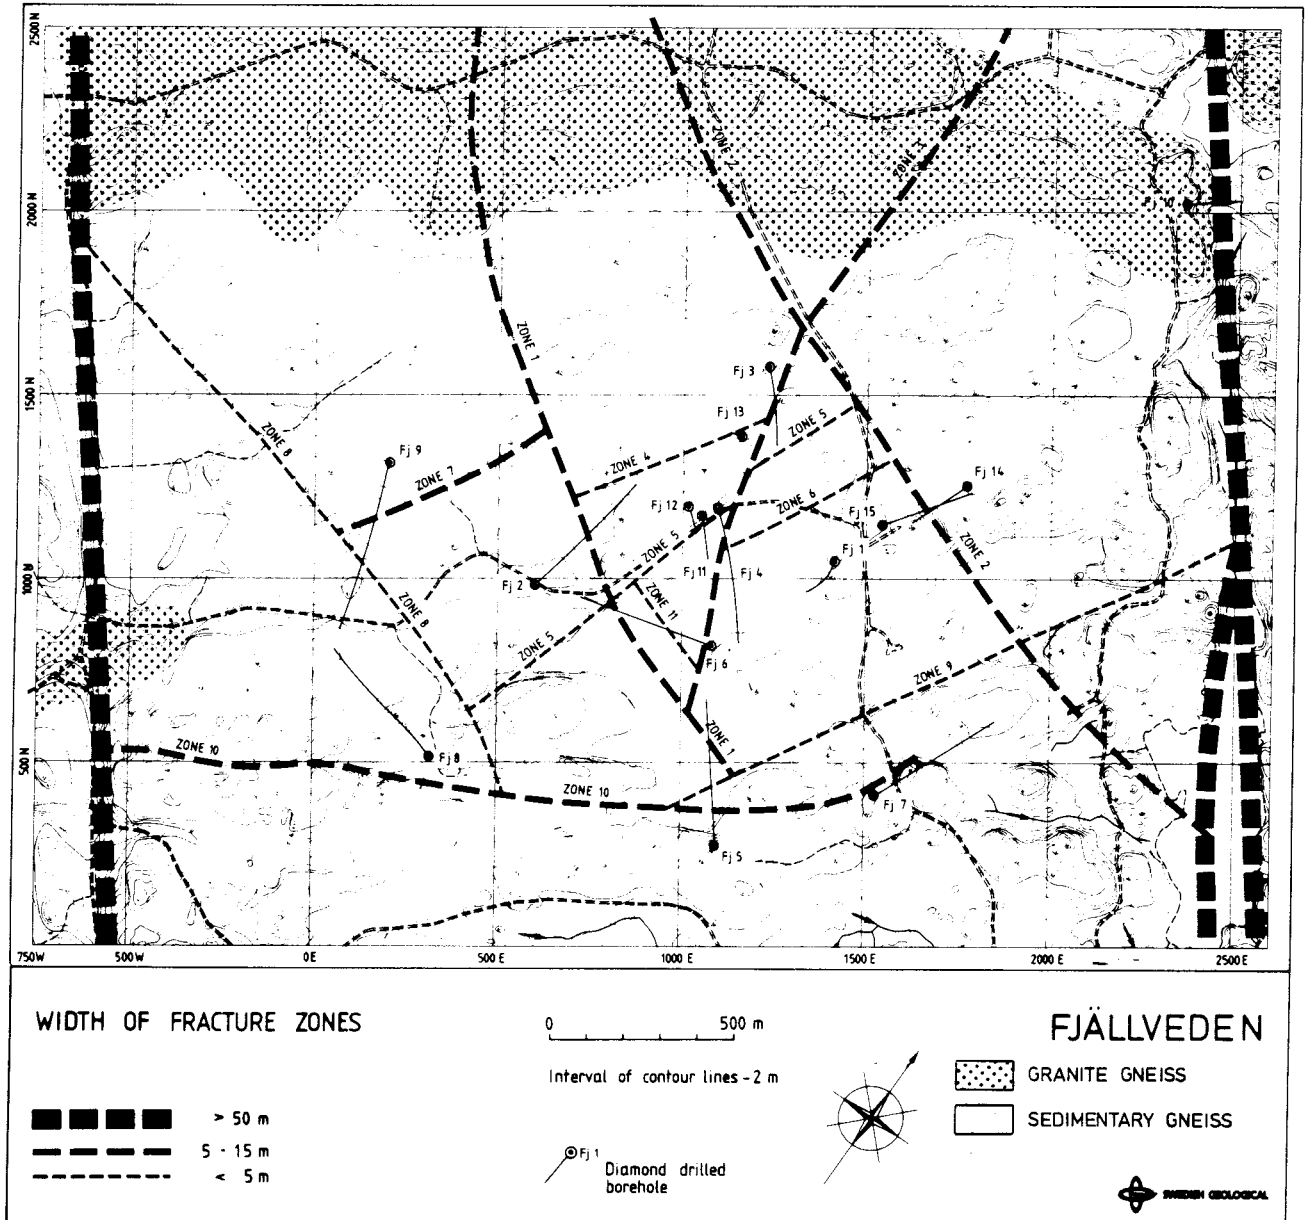 2500 N
2000 N
1500 N
1000 N
500 N
ZONE 2
ZONE 3
ZONE 1
Fj 3
Fj 13
ZONE 5
ZONE 8
Fj 9
ZONE 4
ZONE 7
Fj 14
ZONE 6
Fj 12
Fj 15
ZONE 5
ZONE 2
Fj 1
Fj 11
Fj 4
Fj 2
ZONE 8
ZONE 11
ZONE 5
Fj 6
ZONE 9
ZONE 10
ZONE 1
Fj 8
ZONE 10
Fj 7
Fj 5
750W
500W
0E
500E
1000 E
1500 E
2000 E
2500 E
WIDTH OF FRACTURE ZONES
> 50 m
5 - 15 m
< 5 m
0 500 m
Interval of contour lines - 2 m
Fj 1
Diamond drilled
borehole
FJÄLLVEDEN
GRANITE GNEISS
SEDIMENTARY GNEISS
SWEDISH GEOLOGICAL